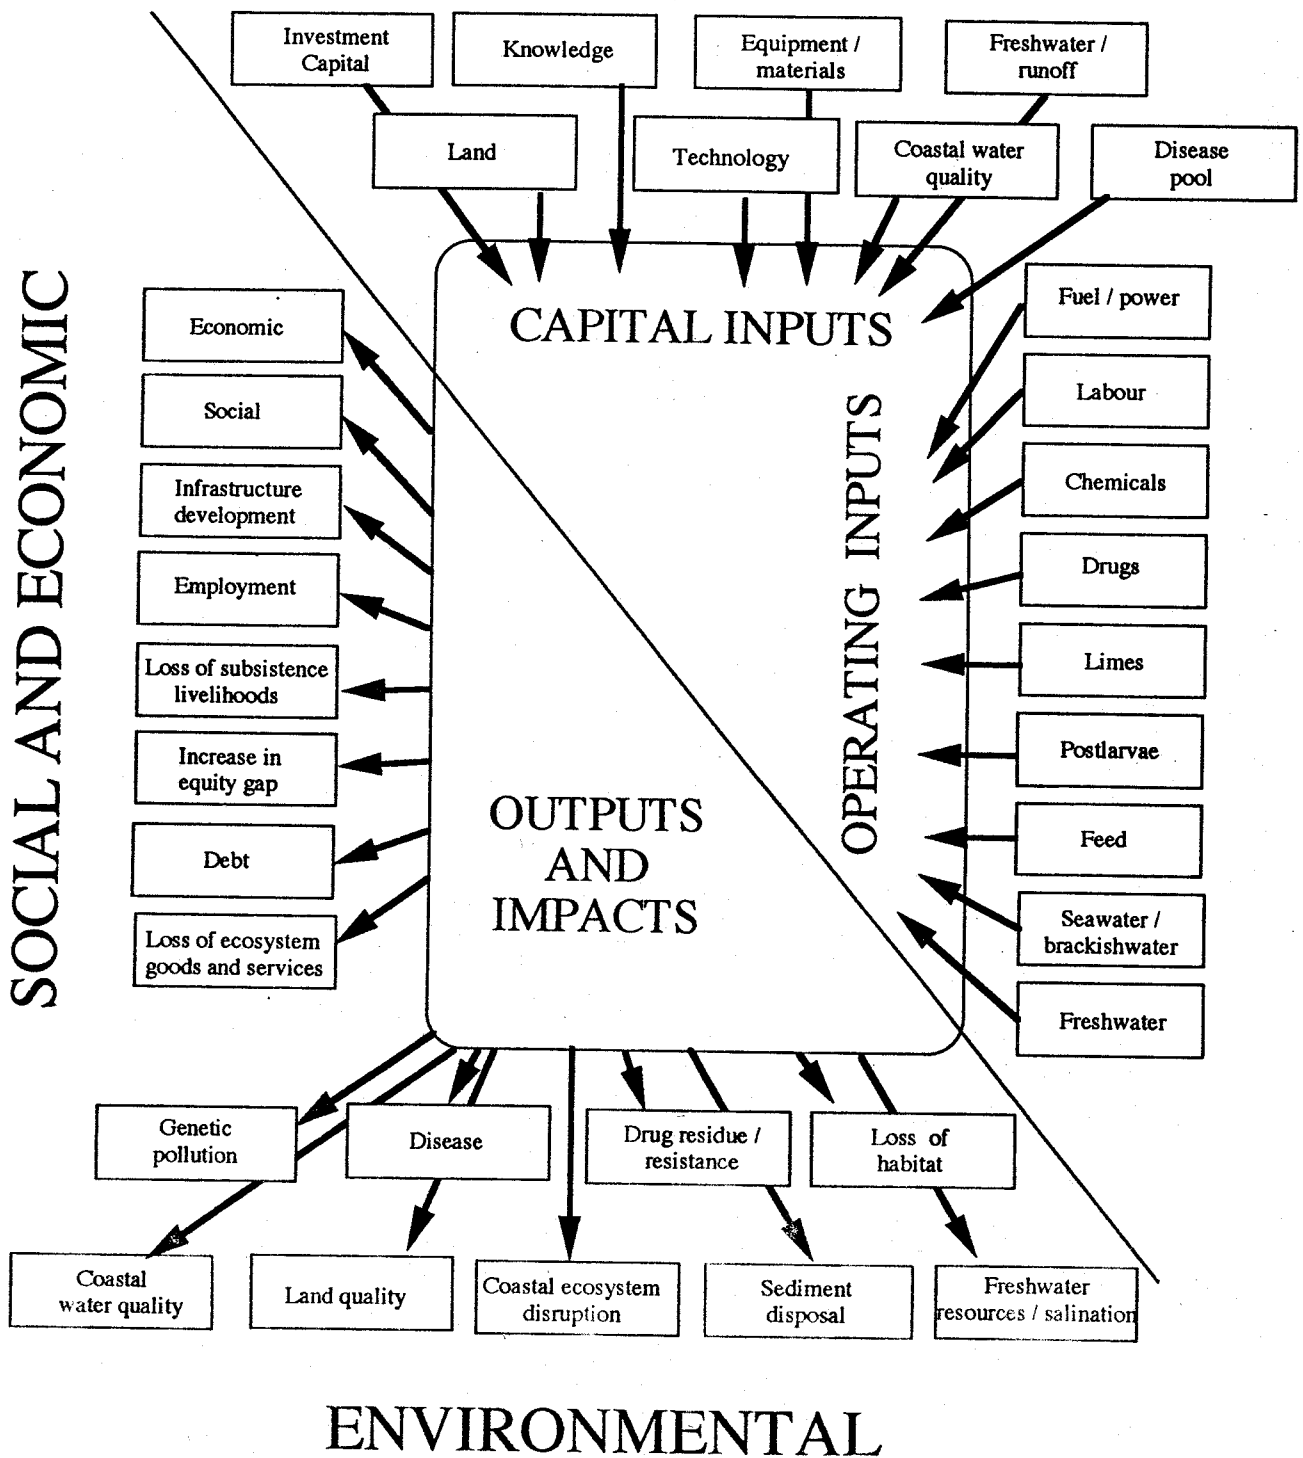 Investment
Capital
Knowledge
Equipment /
materials
Freshwater /
runoff
Land
Technology
Coastal water
quality
Disease
pool
CAPITAL INPUTS
OPERATING INPUTS
Fuel / power
Labour
Chemicals
Drugs
Limes
Postlarvae
Feed
Seawater /
brackishwater
Freshwater
SOCIAL AND ECONOMIC
Economic
Social
Infrastructure
development
Employment
Loss of subsistence
livelihoods
Increase in
equity gap
Debt
Loss of ecosystem
goods and services
OUTPUTS
AND
IMPACTS
Genetic
pollution
Disease
Drug residue /
resistance
Loss of
habitat
Coastal
water quality
Land quality
Coastal ecosystem
disruption
Sediment
disposal
Freshwater
resources / salination
ENVIRONMENTAL